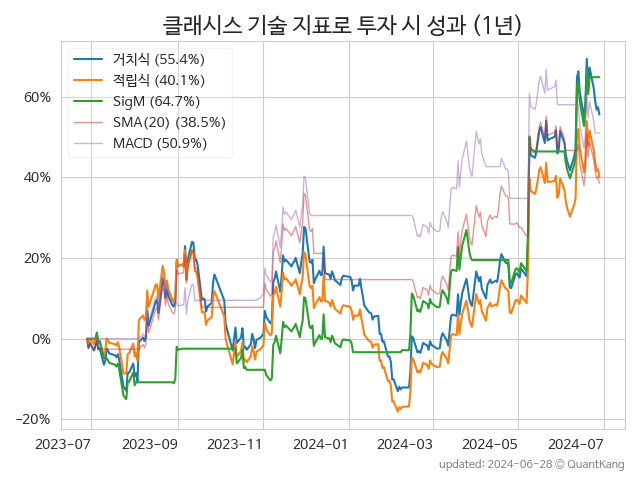 클래시스 기술 지표로 투자 시 성과 (1년)
거치식 (55.4%)
적립식 (40.1%)
SigM (64.7%)
SMA(20) (38.5%)
MACD (50.9%)
60%
40%
20%
0%
−20%
2023-07 2023-09 2023-11 2024-01 2024-03 2024-05 2024-07
updated: 2024-06-28 © QuantKang